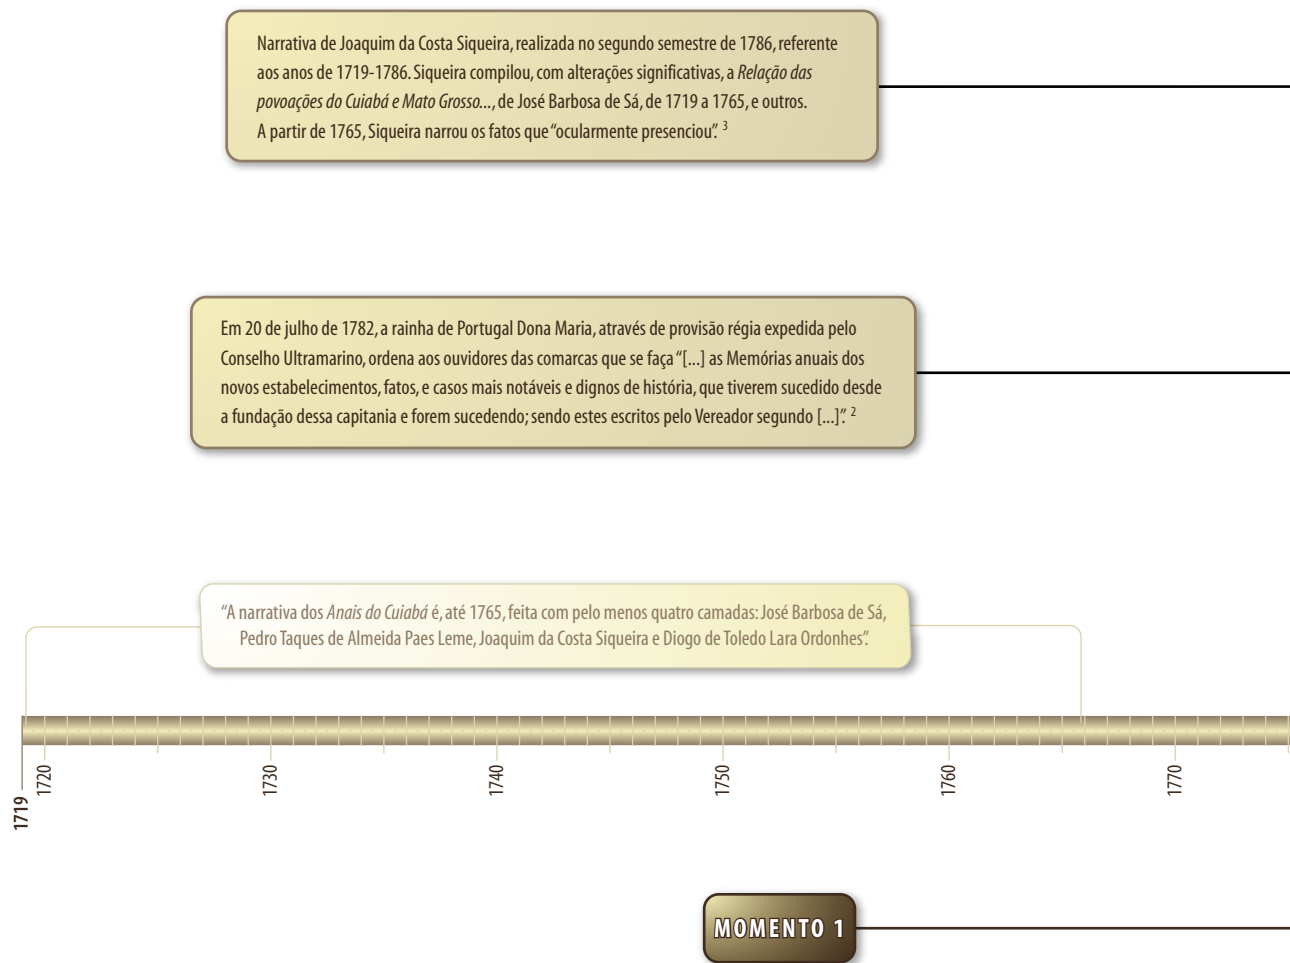 Narrativa de Joaquim da Costa Siqueira, realizada no segundo semestre de 1786, referente
aos anos de 1719-1786. Siqueira compilou, com alterações significativas, a Relação das
povoações do Cuiabá e Mato Grosso..., de José Barbosa de Sá, de 1719 a 1765, e outros.
A partir de 1765, Siqueira narrou os fatos que “ocularmente presenciou”. 3
Em 20 de julho de 1782, a rainha de Portugal Dona Maria, através de provisão régia expedida pelo
Conselho Ultramarino, ordena aos ouvidores das comarcas que se faça “[...] as Memórias anuais dos
novos estabelecimentos, fatos, e casos mais notáveis e dignos de história, que tiverem sucedido desde
a fundação dessa capitania e forem sucedendo; sendo estes escritos pelo Vereador segundo [...]”. 2
“A narrativa dos Anais do Cuiabá é, até 1765, feita com pelo menos quatro camadas: José Barbosa de Sá,
Pedro Taques de Almeida Paes Leme, Joaquim da Costa Siqueira e Diogo de Toledo Lara Ordonhes”.
1719
1720
1730
1740
1750
1760
1770
MOMENTO 1